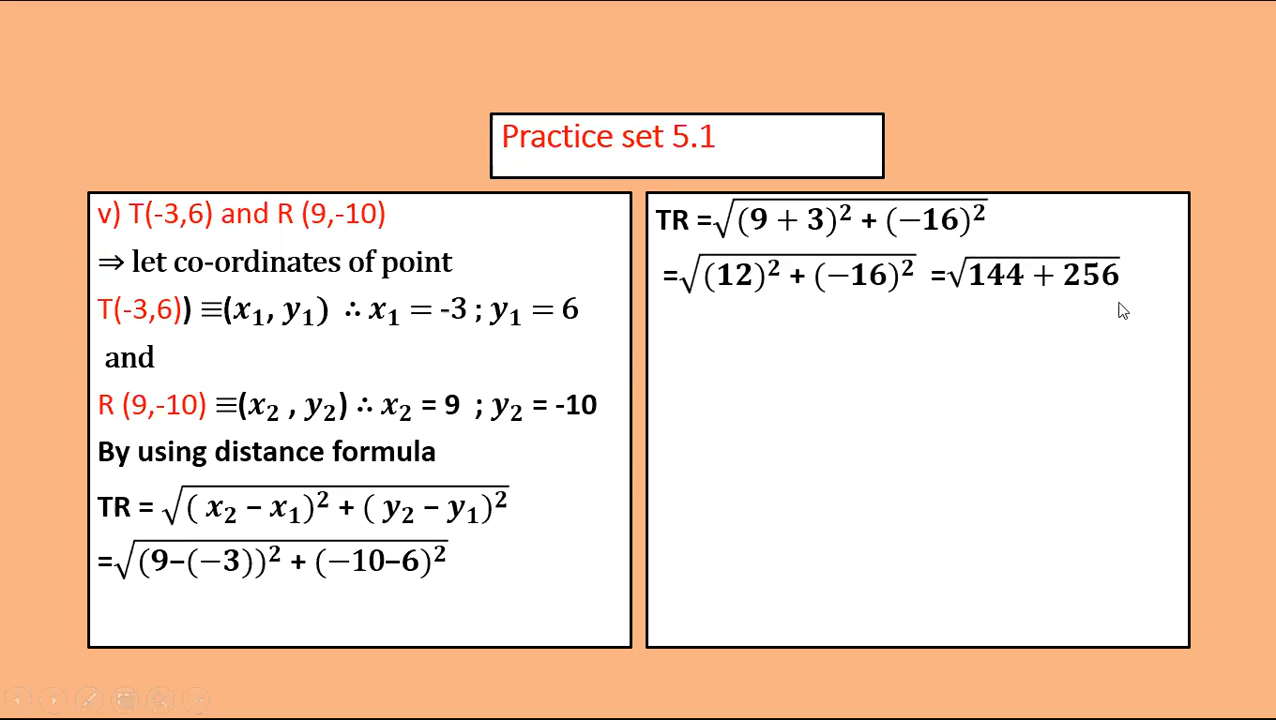 Practice set 5.1
v) T(-3,6) and R (9,-10)
⇒ let co-ordinates of point
T(-3,6)) ≡(x₁, y₁) ∴ x₁ = -3 ; y₁ = 6
and
R (9,-10) ≡(x₂ , y₂) ∴ x₂ = 9 ; y₂ = -10
By using distance formula
TR = √(( x₂ − x₁)² + ( y₂ − y₁)²)
=√((9−(−3))² + (−10−6)²)
TR =√((9 + 3)² + (−16)²)
=√((12)² + (−16)²) =√(144 + 256)